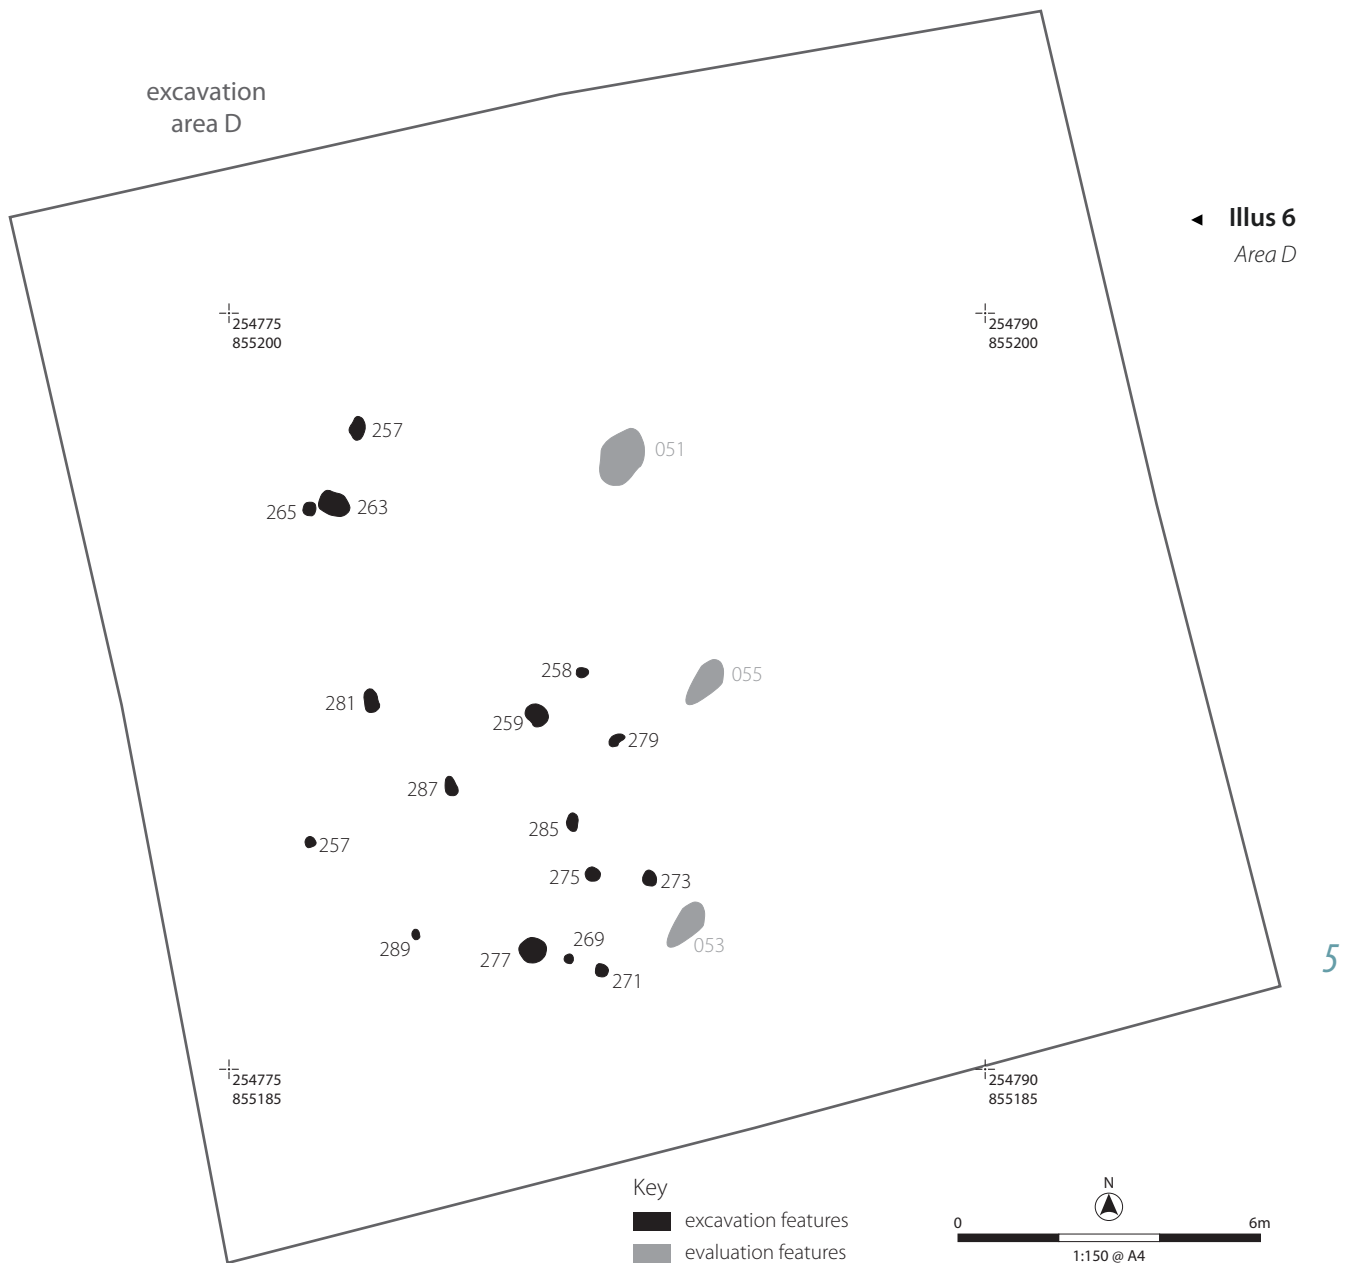 excavation
area D
◄ Illus 6
Area D
254775
855200
254790
855200
257
051
265
263
258
055
281
259
279
287
285
257
275
273
289
269
053
277
271
5
254775
855185
254790
855185
Key
excavation features
evaluation features
N
0 6m
1:150 @ A4